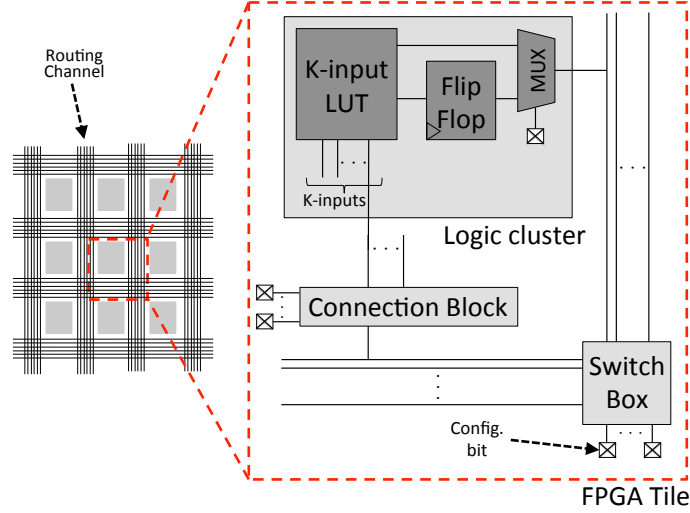 Routing
Channel
K-input
LUT
Flip
Flop
MUX
K-inputs
Logic cluster
Connection Block
Switch
Box
Config.
bit
FPGA Tile